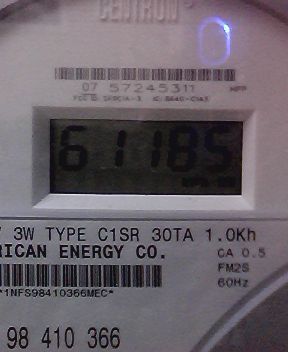 CENTRON
07 57245311 MPP
61185
3W TYPE C1SR 30TA 1.0Kh
RICAN ENERGY CO. CA 0.5
FM2S
*1NFS98410366MEC* 60Hz
98 410 366